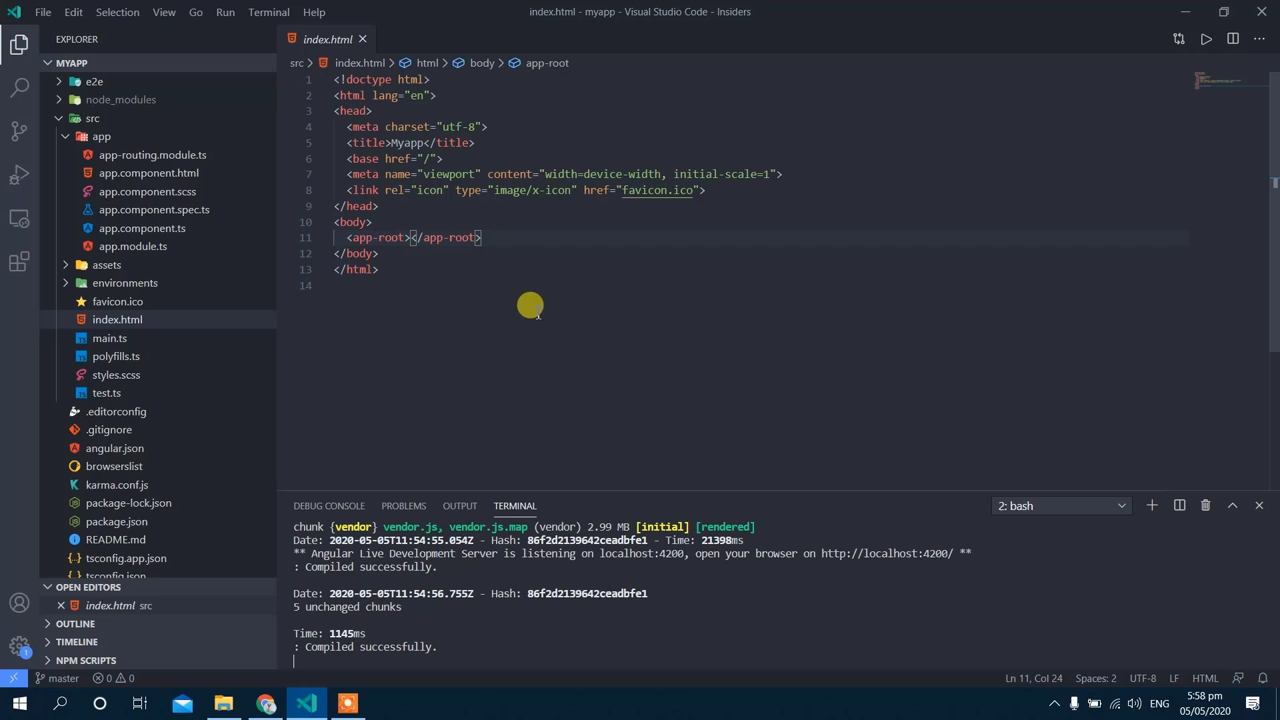 File Edit Selection View Go Run Terminal Help
index.html - myapp - Visual Studio Code - Insiders
EXPLORER
MYAPP
e2e
node_modules
src
app
app-routing.module.ts
app.component.html
app.component.scss
app.component.spec.ts
app.component.ts
app.module.ts
assets
environments
favicon.ico
index.html
main.ts
polyfills.ts
styles.scss
test.ts
.editorconfig
.gitignore
angular.json
browserslist
karma.conf.js
package-lock.json
package.json
README.md
tsconfig.app.json
tsconfig.json
OPEN EDITORS
index.html src
OUTLINE
TIMELINE
NPM SCRIPTS
index.html
src > index.html > html > body > app-root
1 <!doctype html>
2 <html lang="en">
3 <head>
4 <meta charset="utf-8">
5 <title>Myapp</title>
6 <base href="/">
7 <meta name="viewport" content="width=device-width, initial-scale=1">
8 <link rel="icon" type="image/x-icon" href="favicon.ico">
9 </head>
10 <body>
11 <app-root></app-root>
12 </body>
13 </html>
14
DEBUG CONSOLE PROBLEMS OUTPUT TERMINAL
2: bash
chunk {vendor} vendor.js, vendor.js.map (vendor) 2.99 MB [initial] [rendered]
Date: 2020-05-05T11:54:55.054Z - Hash: 86f2d2139642ceadbfe1 - Time: 21398ms
** Angular Live Development Server is listening on localhost:4200, open your browser on http://localhost:4200/ **
: Compiled successfully.
Date: 2020-05-05T11:54:56.755Z - Hash: 86f2d2139642ceadbfe1
5 unchanged chunks
Time: 1145ms
: Compiled successfully.
1
master 0 0
Ln 11, Col 24 Spaces: 2 UTF-8 LF HTML
ENG
5:58 pm
05/05/2020